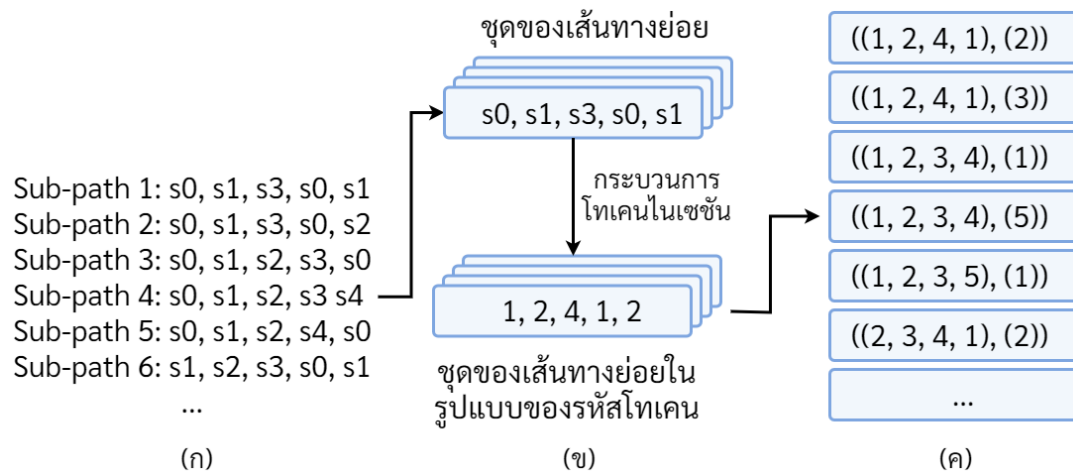 Sub-path 1: s0, s1, s3, s0, s1
Sub-path 2: s0, s1, s3, s0, s2
Sub-path 3: s0, s1, s2, s3, s0
Sub-path 4: s0, s1, s2, s3 s4
Sub-path 5: s0, s1, s2, s4, s0
Sub-path 6: s1, s2, s3, s0, s1
...
(ก)
ชุดของเส้นทางย่อย
s0, s1, s3, s0, s1
กระบวนการ
โทเคนไนเซชัน
1, 2, 4, 1, 2
ชุดของเส้นทางย่อยใน
รูปแบบของรหัสโทเคน
(ข)
((1, 2, 4, 1), (2))
((1, 2, 4, 1), (3))
((1, 2, 3, 4), (1))
((1, 2, 3, 4), (5))
((1, 2, 3, 5), (1))
((2, 3, 4, 1), (2))
...
(ค)